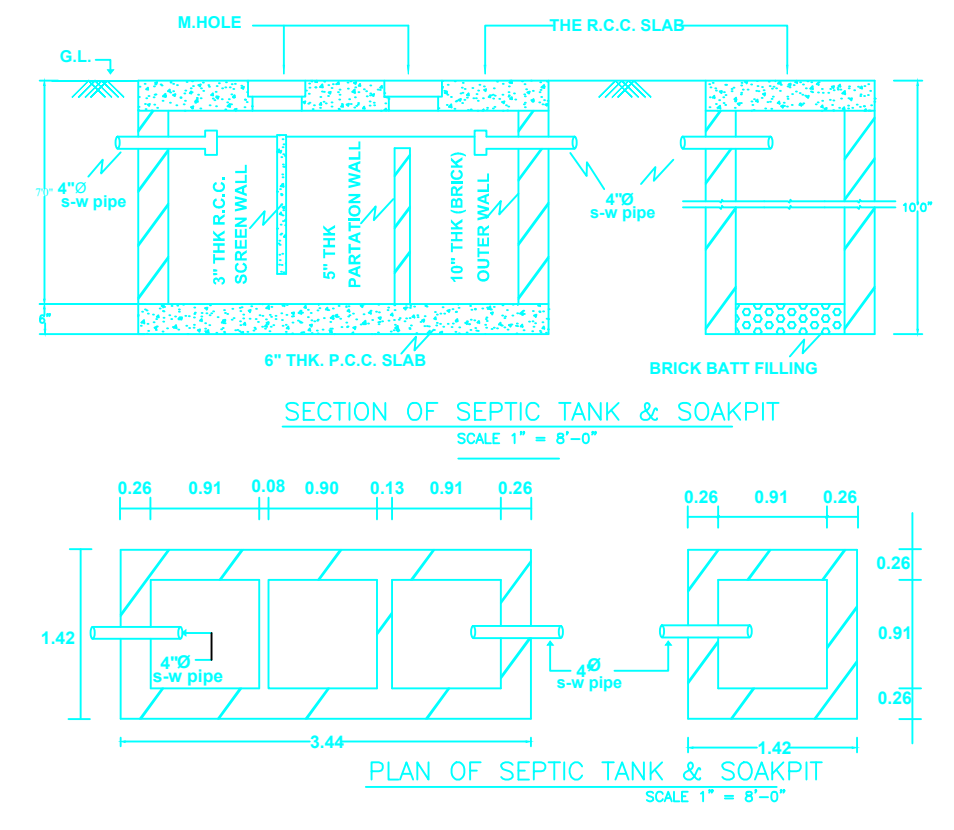 M.HOLE
THE R.C.C. SLAB
G.L.
4"Ø
s-w pipe
7'0"
6"
3" THK R.C.C.
SCREEN WALL
5" THK
PARTATION WALL
10" THK (BRICK)
OUTER WALL
4"Ø
s-w pipe
10'0"
6" THK. P.C.C. SLAB
BRICK BATT FILLING
SECTION OF SEPTIC TANK & SOAKPIT
SCALE 1" = 8'-0"
0.26 0.91 0.08 0.90 0.13 0.91 0.26
0.26 0.91 0.26
0.26
0.91
0.26
1.42
4"Ø
s-w pipe
4"Ø
s-w pipe
3.44
1.42
PLAN OF SEPTIC TANK & SOAKPIT
SCALE 1" = 8'-0"